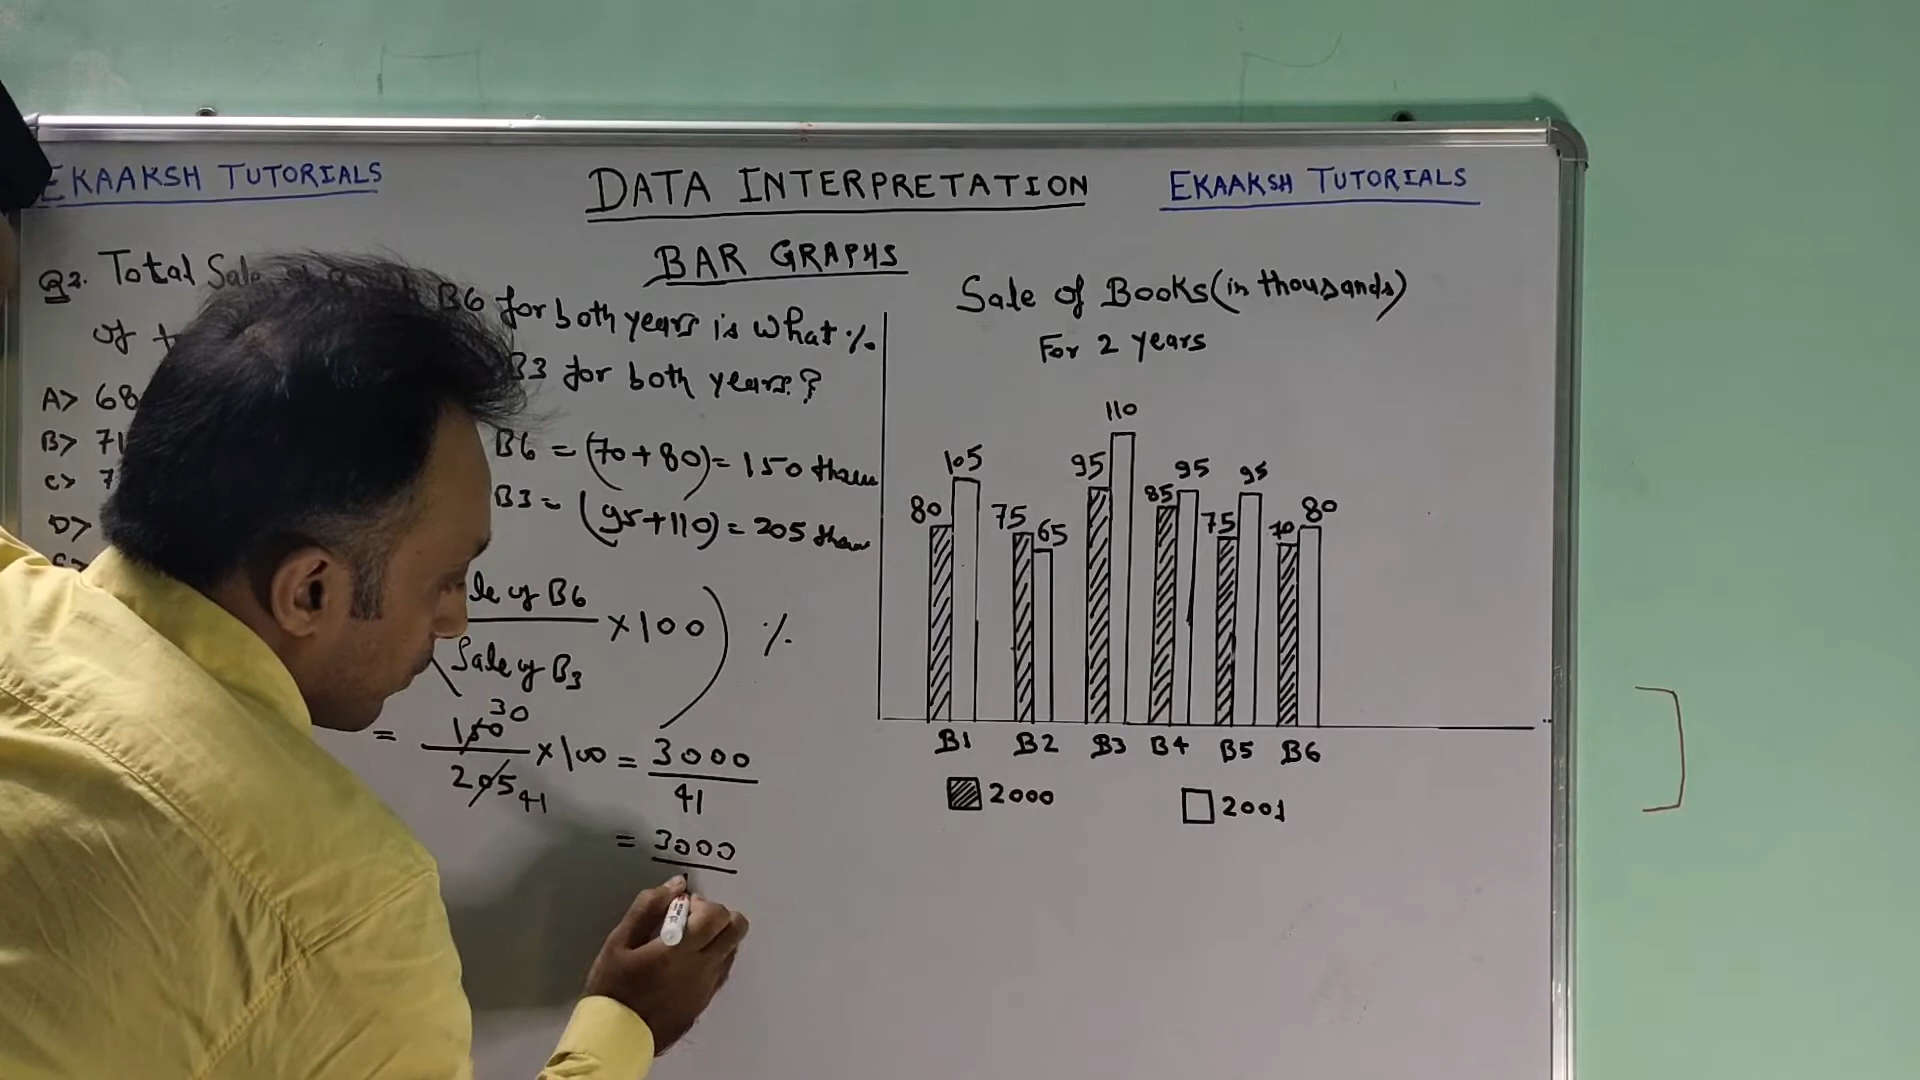 EKAAKSH TUTORIALS
DATA INTERPRETATION
EKAAKSH TUTORIALS
BAR GRAPHS
Q2. Total Sale B6 for both years is what %
of B3 for both years?
A> 68
B> 71
C> 7
D>
B6 = (70+80) = 150
B3 = (95+110) = 205
of B6
× 100 ) %
Sale of B3
= 150 30 × 100 = 3000
205 41 41
= 3000
Sale of Books (in thousands)
For 2 years
110
105
95 95 95
80 85 80
75 75 70
65
B1 B2 B3 B4 B5 B6
2000 2001